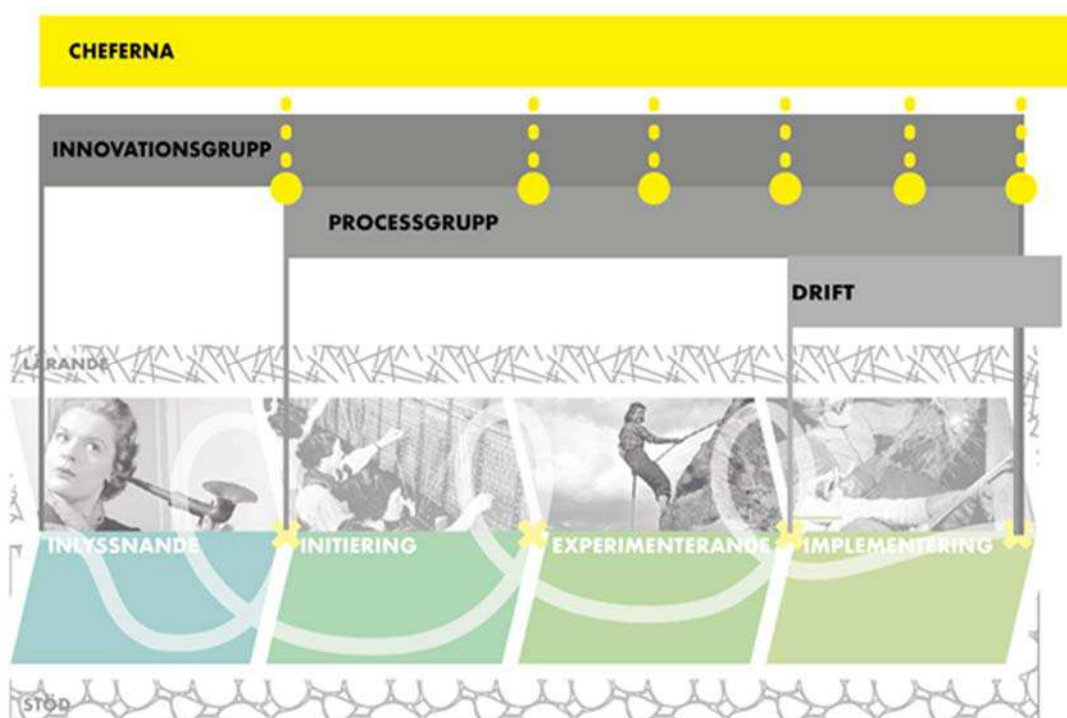 CHEFERNA
INNOVATIONSGRUPP
PROCESSGRUPP
DRIFT
LÄRANDE
INLYSSNANDE
INITIERING
EXPERIMENTERANDE
IMPLEMENTERING
STÖD